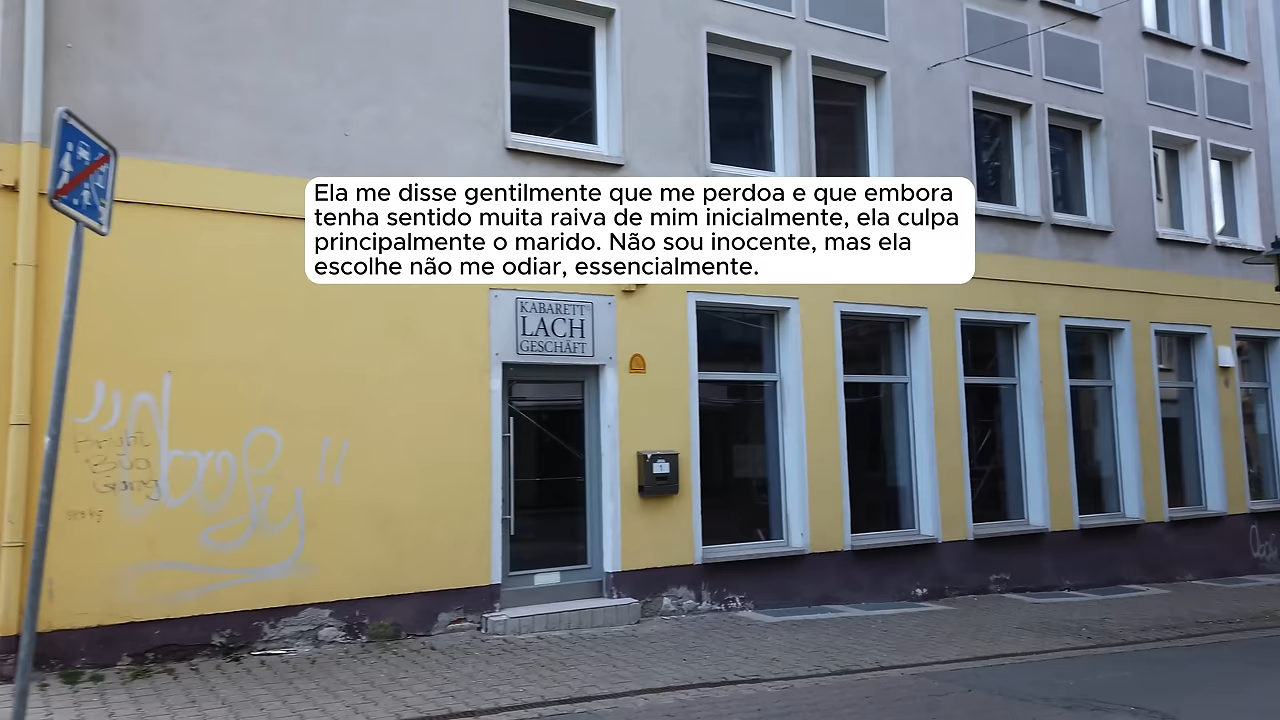 Ela me disse gentilmente que me perdoa e que embora
tenha sentido muita raiva de mim inicialmente, ela culpa
principalmente o marido. Não sou inocente, mas ela
escolhe não me odiar, essencialmente.
KABARETT
LACH
GESCHÄFT
1